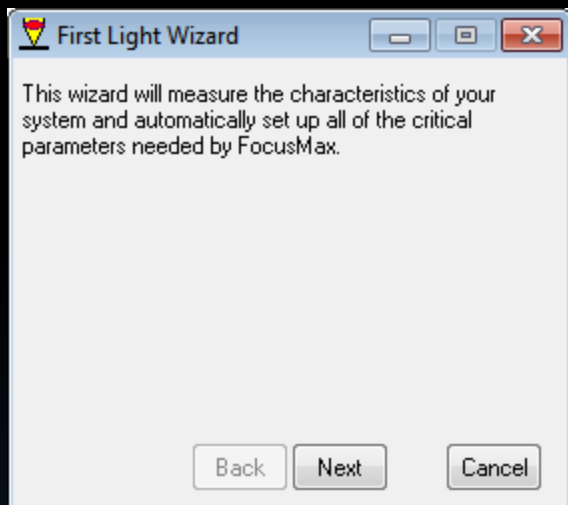 First Light Wizard
This wizard will measure the characteristics of your
system and automatically set up all of the critical
parameters needed by FocusMax.
Back
Next
Cancel